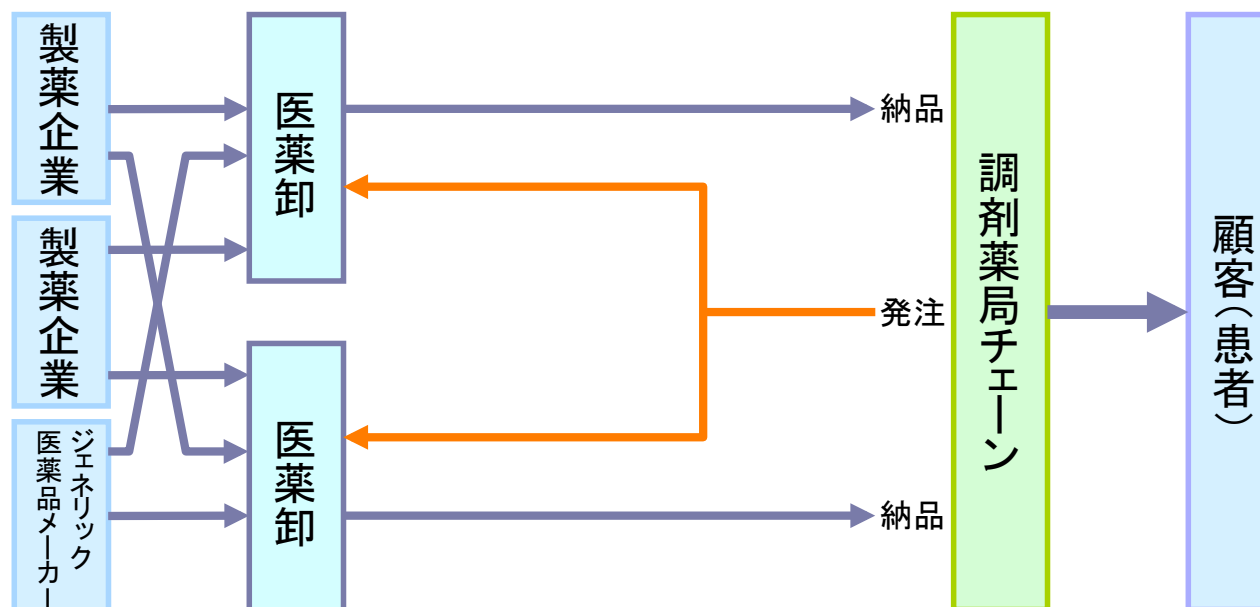 製薬企業
製薬企業
ジェネリック
医薬品メーカー
医薬卸
医薬卸
納品
発注
納品
調剤薬局チェーン
顧客（患者）